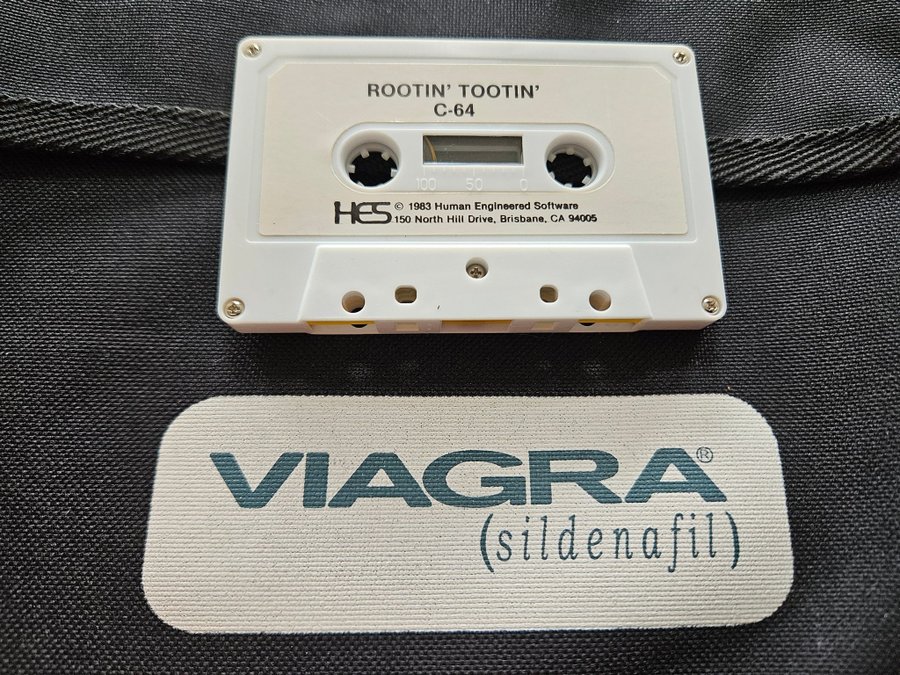 ROOTIN' TOOTIN'
C-64
100 50 0
HES © 1983 Human Engineered Software
150 North Hill Drive, Brisbane, CA 94005
VIAGRA®
(sildenafil)